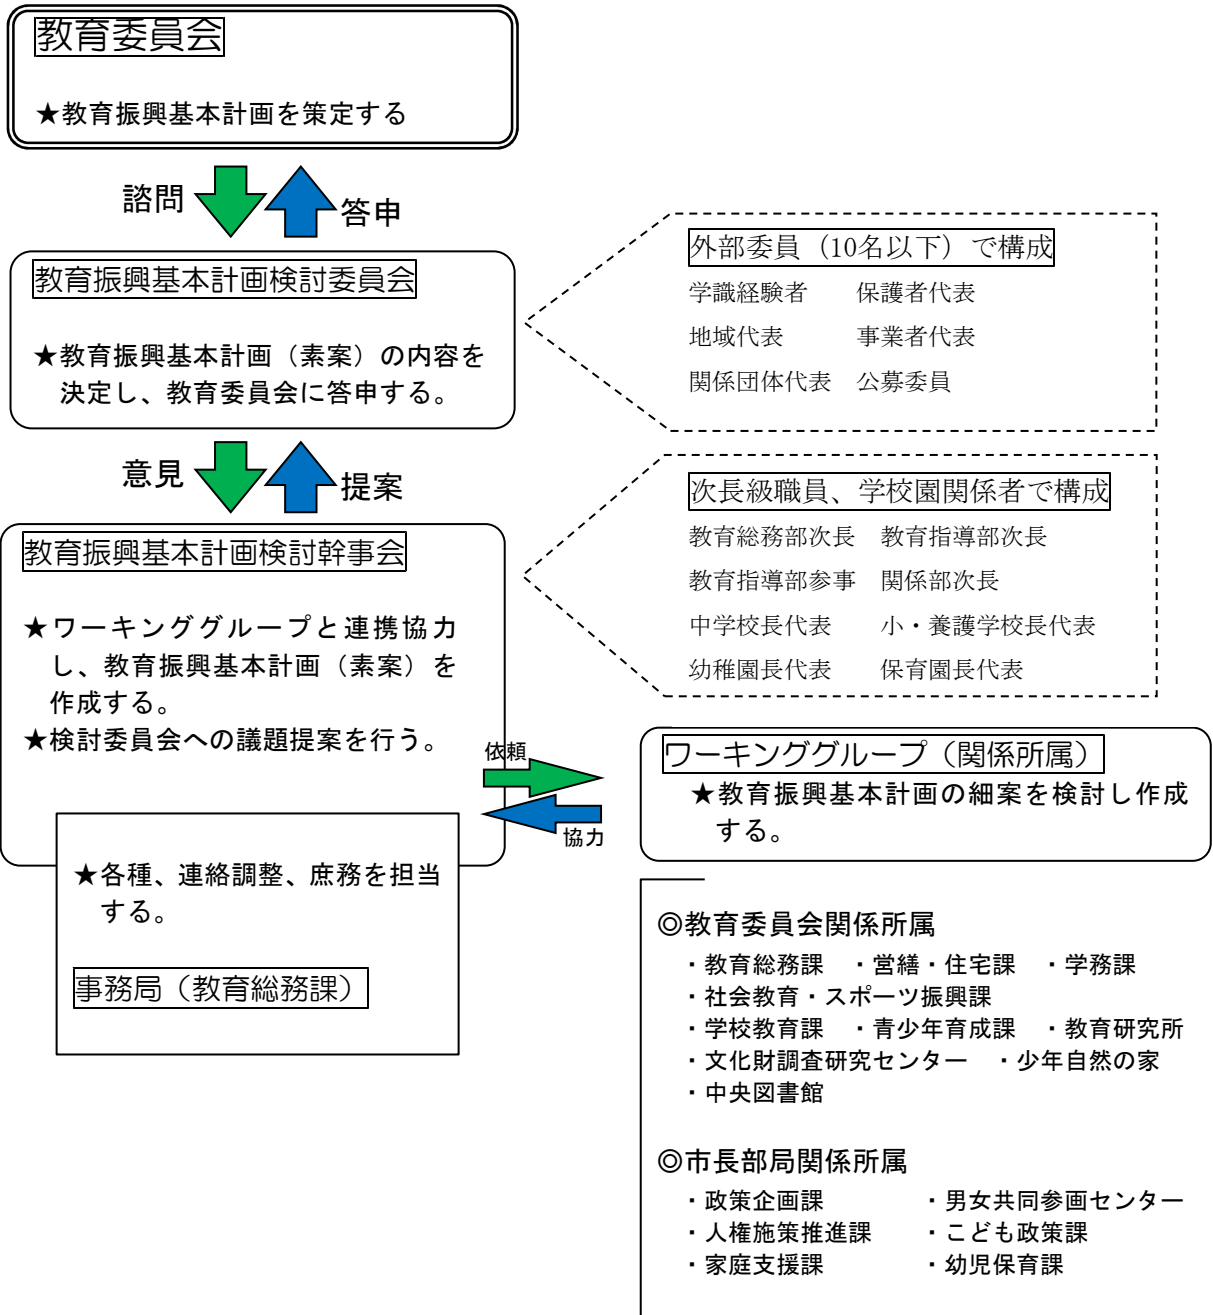 教育委員会
★教育振興基本計画を策定する
諮問
答申
教育振興基本計画検討委員会
★教育振興基本計画（素案）の内容を
決定し、教育委員会に答申する。
外部委員（10名以下）で構成
学識経験者 保護者代表
地域代表 事業者代表
関係団体代表 公募委員
意見
提案
教育振興基本計画検討幹事会
★ワーキンググループと連携協力
し、教育振興基本計画（素案）を
作成する。
★検討委員会への議題提案を行う。
次長級職員、学校園関係者で構成
教育総務部次長 教育指導部次長
教育指導部参事 関係部次長
中学校長代表 小・養護学校長代表
幼稚園長代表 保育園長代表
依頼
協力
ワーキンググループ（関係所属）
★教育振興基本計画の細案を検討し作成
する。
★各種、連絡調整、庶務を担当
する。
事務局（教育総務課）
◎教育委員会関係所属
・教育総務課 ・営繕・住宅課 ・学務課
・社会教育・スポーツ振興課
・学校教育課 ・青少年育成課 ・教育研究所
・文化財調査研究センター ・少年自然の家
・中央図書館
◎市長部局関係所属
・政策企画課 ・男女共同参画センター
・人権施策推進課 ・こども政策課
・家庭支援課 ・幼児保育課